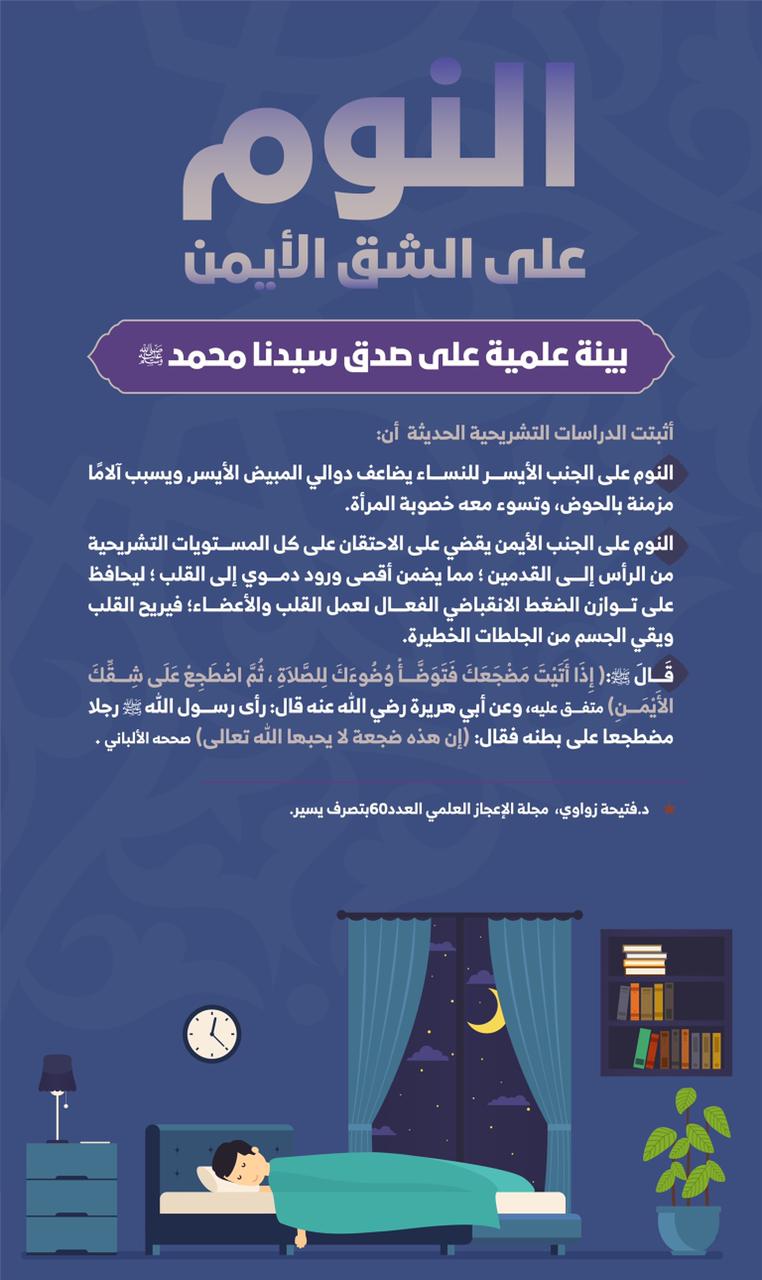 النوم
على الشق الأيمن
بينة علمية على صدق سيدنا محمد ﷺ
أثبتت الدراسات التشريحية الحديثة أن:
النوم على الجنب الأيسر للنساء يضاعف دوالي المبيض الأيسر, ويسبب آلامًا
مزمنة بالحوض، وتسوء معه خصوبة المرأة.
النوم على الجنب الأيمن يقضي على الاحتقان على كل المستويات التشريحية
من الرأس إلى القدمين ؛ مما يضمن أقصى ورود دموي إلى القلب ؛ ليحافظ
على توازن الضغط الانقباضي الفعال لعمل القلب والأعضاء؛ فيريح القلب
ويقي الجسم من الجلطات الخطيرة.
قَالَ ﷺ:( إِذَا أَتَيْتَ مَضْجَعَكَ فَتَوَضَّأْ وُضُوءَكَ لِلصَّلَاةِ ، ثُمَّ اضْطَجِعْ عَلَى شِقِّكَ
الأَيْمَنِ) متفق عليه، وعن أبي هريرة رضي الله عنه قال: رأى رسول الله ﷺ رجلا
مضطجعا على بطنه فقال: (إن هذه ضجعة لا يحبها الله تعالى) صححه الألباني .
د.فتيحة زواوي، مجلة الإعجاز العلمي العدد60بتصرف يسير.